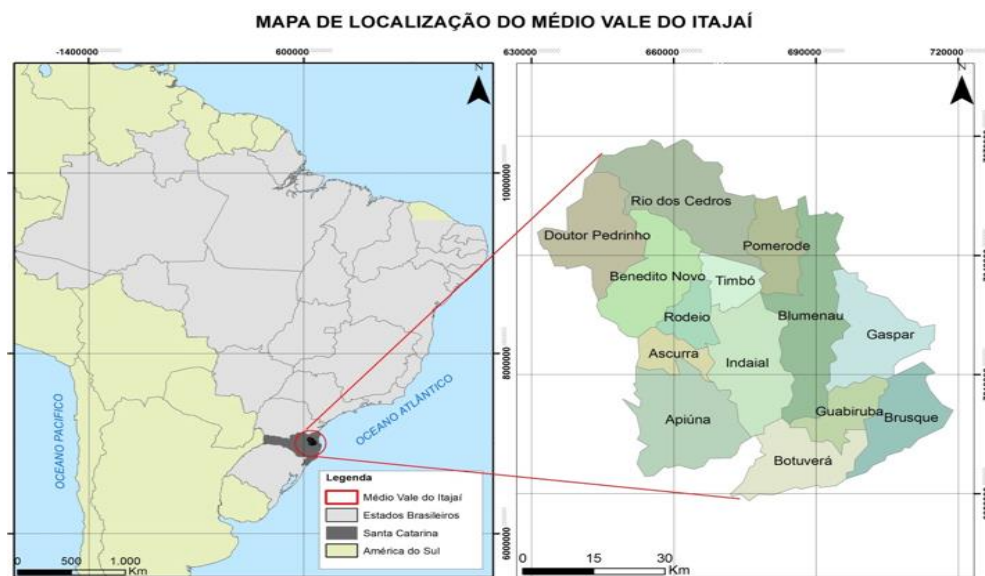 MAPA DE LOCALIZAÇÃO DO MÉDIO VALE DO ITAJAÍ
-1400000 600000
N
10000000
8000000
6000000
OCEANO PACIFICO
OCEANO ATLÂNTICO
Legenda
Médio Vale do Itajaí
Estados Brasileiros
Santa Catarina
América do Sul
0 500 1.000
Km
630000 660000 690000 720000
N
Rio dos Cedros
Doutor Pedrinho
Pomerode
Benedito Novo
Timbó
Rodeio
Blumenau
Gaspar
Ascurra
Indaial
Apiúna
Guabiruba
Brusque
Botuverá
0 15 30
Km